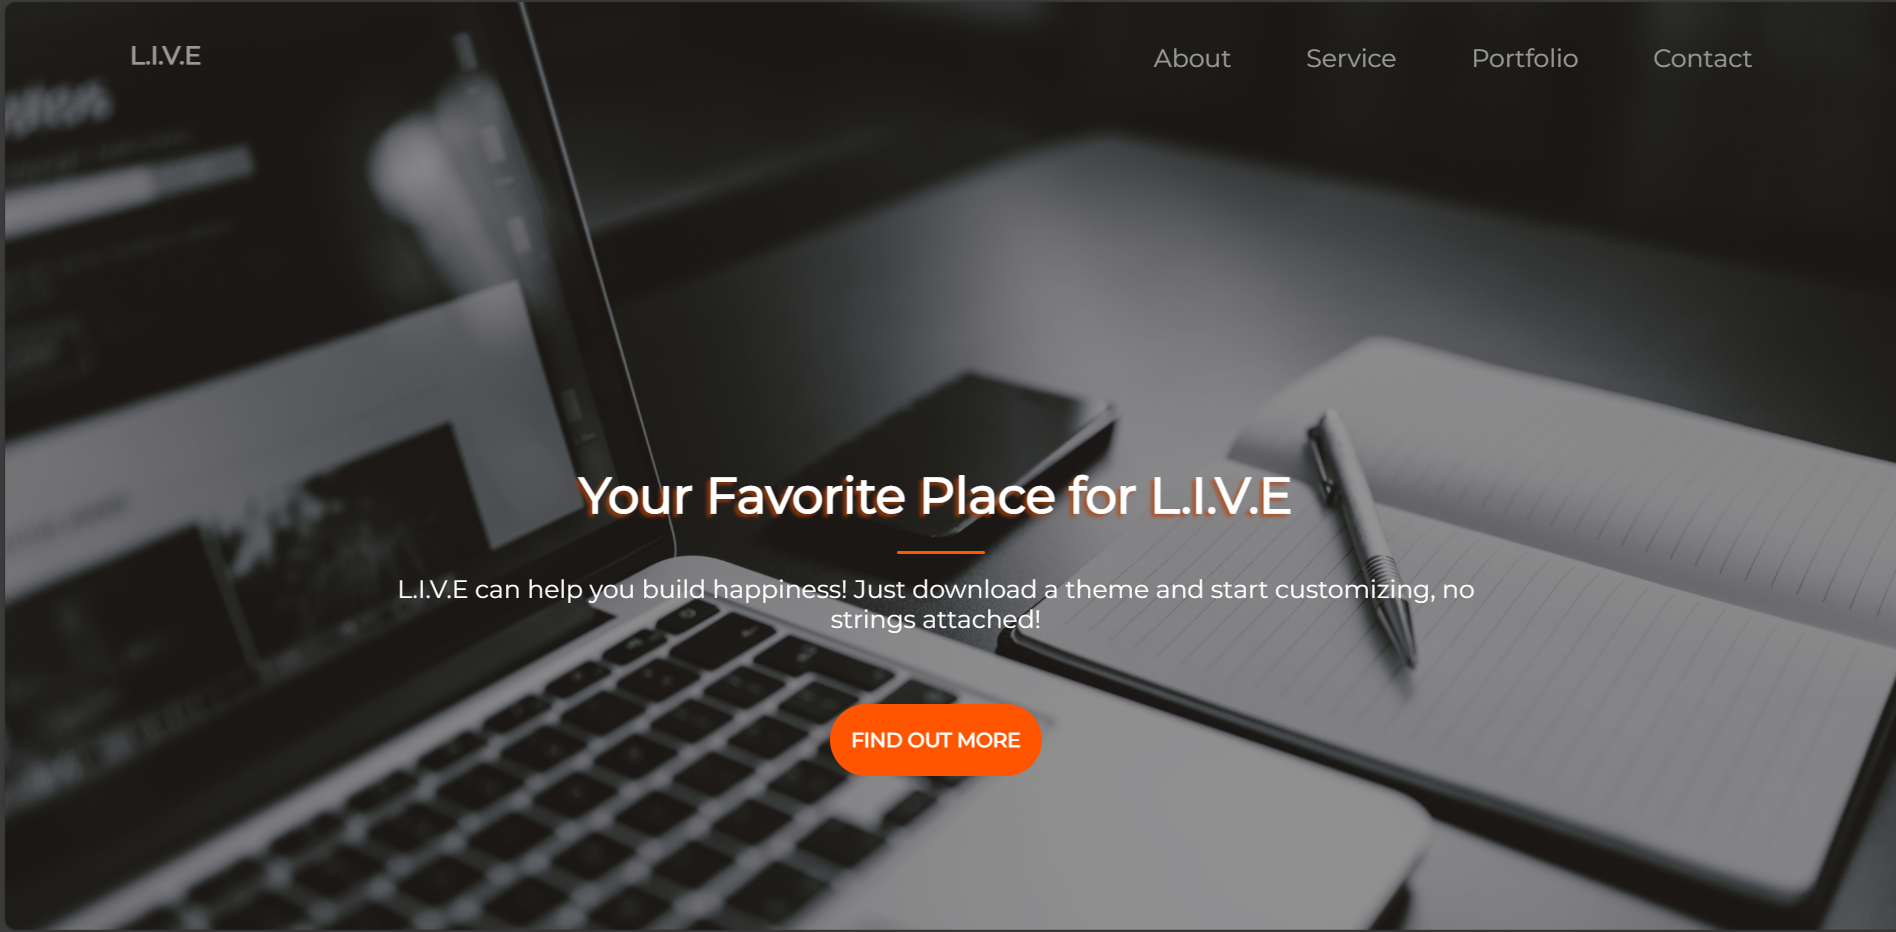 L.I.V.E
About Service Portfolio Contact
Your Favorite Place for L.I.V.E
L.I.V.E can help you build happiness! Just download a theme and start customizing, no
strings attached!
FIND OUT MORE